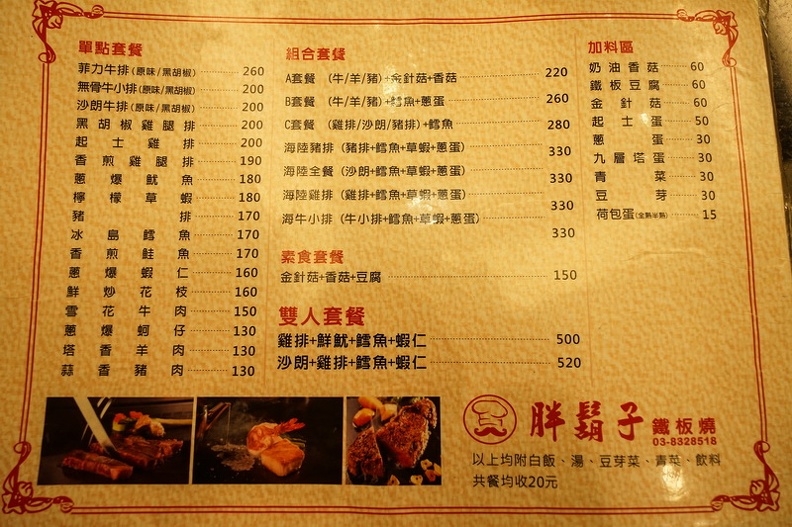 單點套餐
菲力牛排(原味/黑胡椒) 260
無骨牛小排(原味/黑胡椒) 200
沙朗牛排(原味/黑胡椒) 200
黑胡椒雞腿排 200
起士雞排 200
香煎雞腿排 190
蔥爆魷魚 180
檸檬草蝦 180
豬排 170
冰島鱈魚 170
香煎鮭魚 170
蔥爆蝦仁 160
鮮炒花枝 160
雪花牛肉 150
蔥爆蚵仔 130
塔香羊肉 130
蒜香豬肉 130
組合套餐
A套餐 (牛/羊/豬)+金針菇+香菇 220
B套餐 (牛/羊/豬)+鱈魚+蔥蛋 260
C套餐 (雞排/沙朗/豬排)+鱈魚 280
海陸豬排 (豬排+鱈魚+草蝦+蔥蛋) 330
海陸全餐 (沙朗+鱈魚+草蝦+蔥蛋) 330
海陸雞排 (雞排+鱈魚+草蝦+蔥蛋) 330
海牛小排 (牛小排+鱈魚+草蝦+蔥蛋) 330
素食套餐
金針菇+香菇+豆腐 150
雙人套餐
雞排+鮮魷+鱈魚+蝦仁 500
沙朗+雞排+鱈魚+蝦仁 520
加料區
奶油香菇 60
鐵板豆腐 60
金針菇 60
起士蛋 50
蔥蛋 30
九層塔蛋 30
青菜 30
豆芽 30
荷包蛋(全熟/半熟) 15
胖鬍子 鐵板燒
03-8328518
以上均附白飯、湯、豆芽菜、青菜、飲料
共餐均收20元